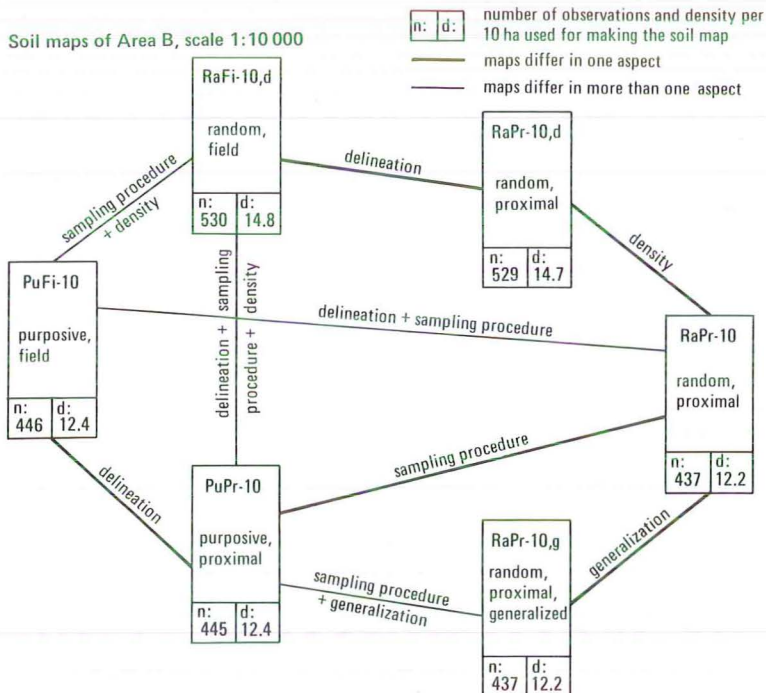 Soil maps of Area B, scale 1:10 000
n: d: number of observations and density per
10 ha used for making the soil map
maps differ in one aspect
maps differ in more than one aspect
RaFi-10,d
random,
field
n: d:
530 14.8
RaPr-10,d
random,
proximal
n: d:
529 14.7
PuFi-10
purposive,
field
n: d:
446 12.4
RaPr-10
random,
proximal
n: d:
437 12.2
PuPr-10
purposive,
proximal
n: d:
445 12.4
RaPr-10,g
random,
proximal,
generalized
n: d:
437 12.2
sampling procedure
+ density
delineation
density
delineation + sampling
procedure + density
delineation + sampling procedure
sampling procedure
delineation
sampling procedure
+ generalization
generalization